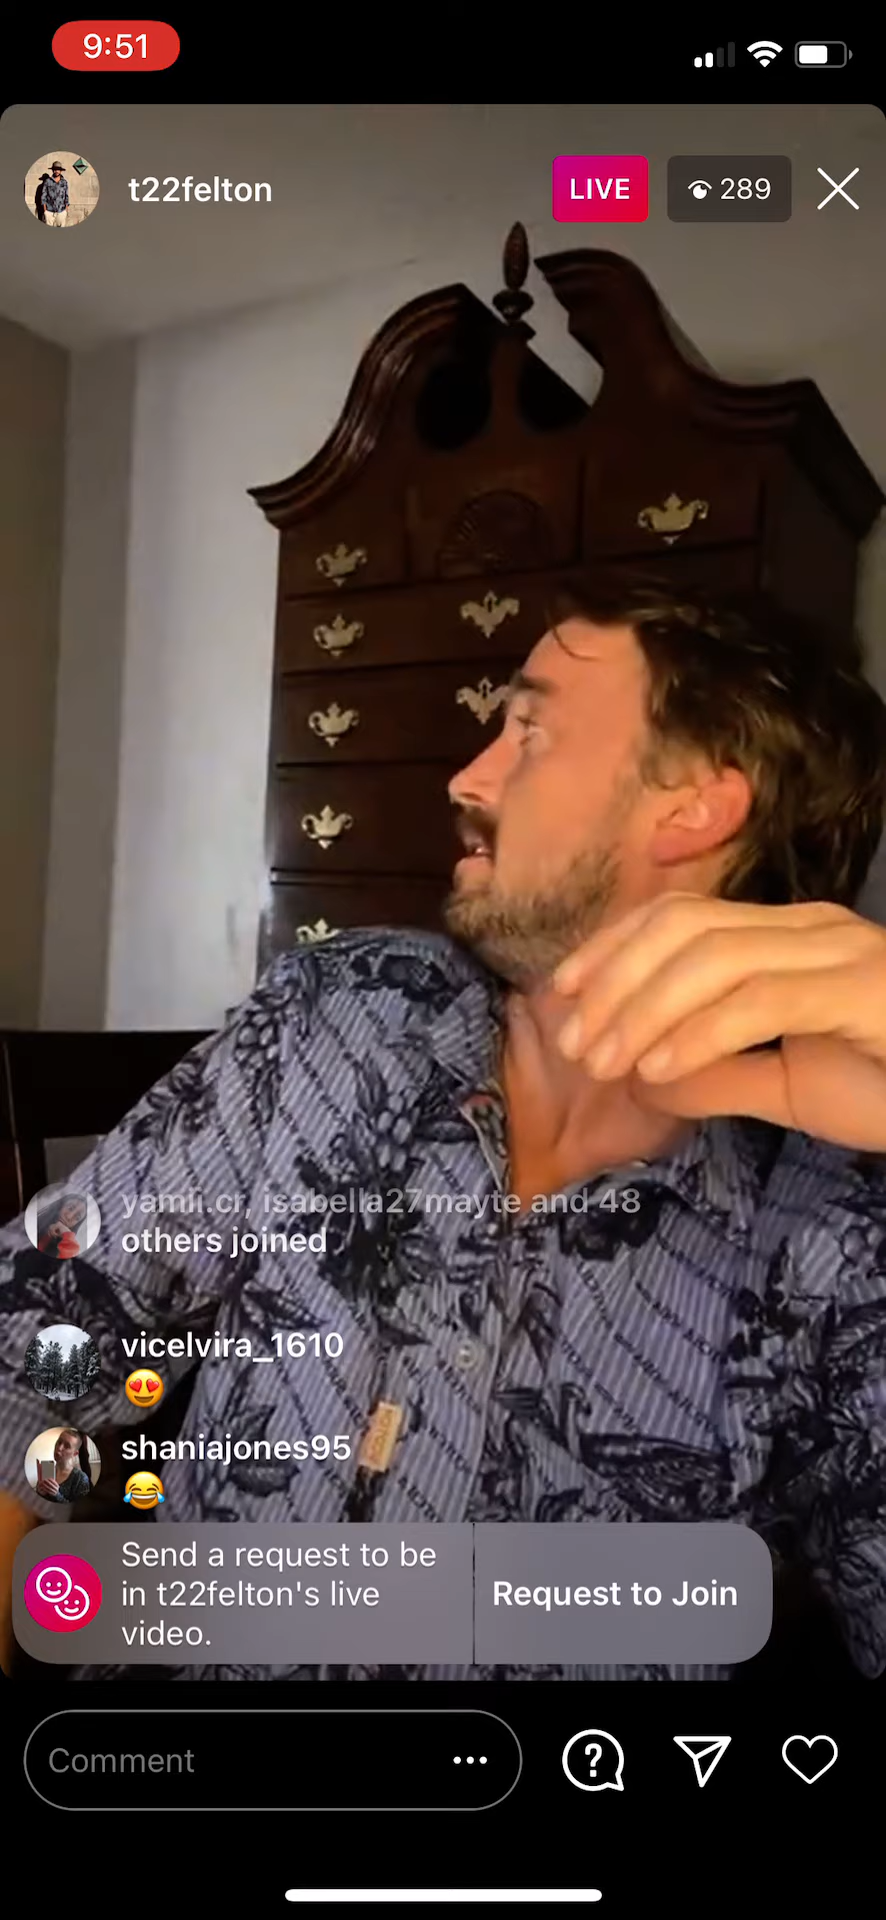 9:51
t22felton
LIVE
289
yamii.cr, isabella27mayte and 48
others joined
vicelvira_1610
😍
shaniajones95
😂
Send a request to be
in t22felton's live
video.
Request to Join
Comment